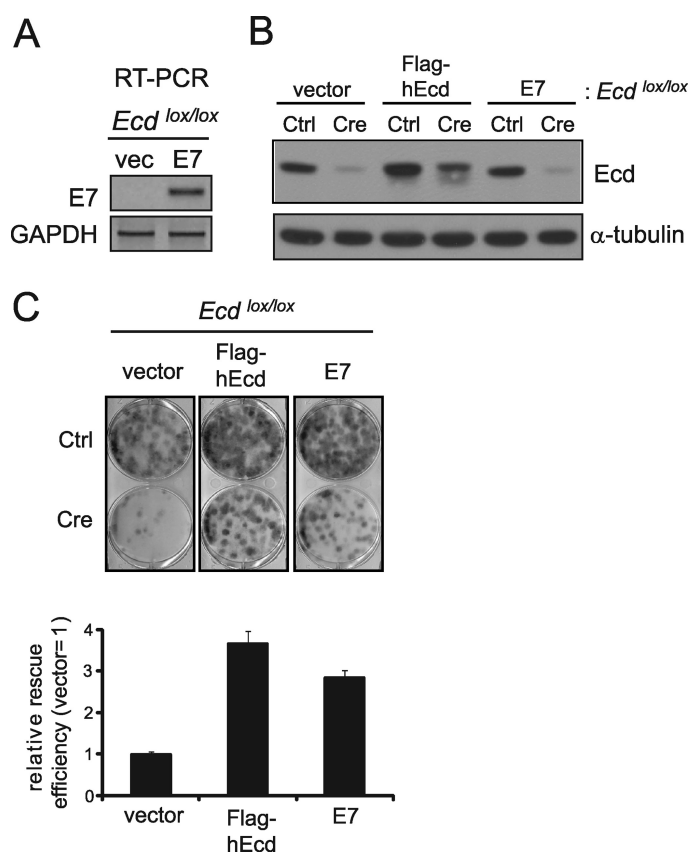 A
RT-PCR
Ecd lox/lox
vec E7
E7
GAPDH
B
vector Flag-hEcd E7 : Ecd lox/lox
Ctrl Cre Ctrl Cre Ctrl Cre
Ecd
α-tubulin
C
Ecd lox/lox
vector Flag-hEcd E7
Ctrl
Cre
relative rescue
efficiency (vector=1)
4
3
2
1
0
vector Flag-hEcd E7